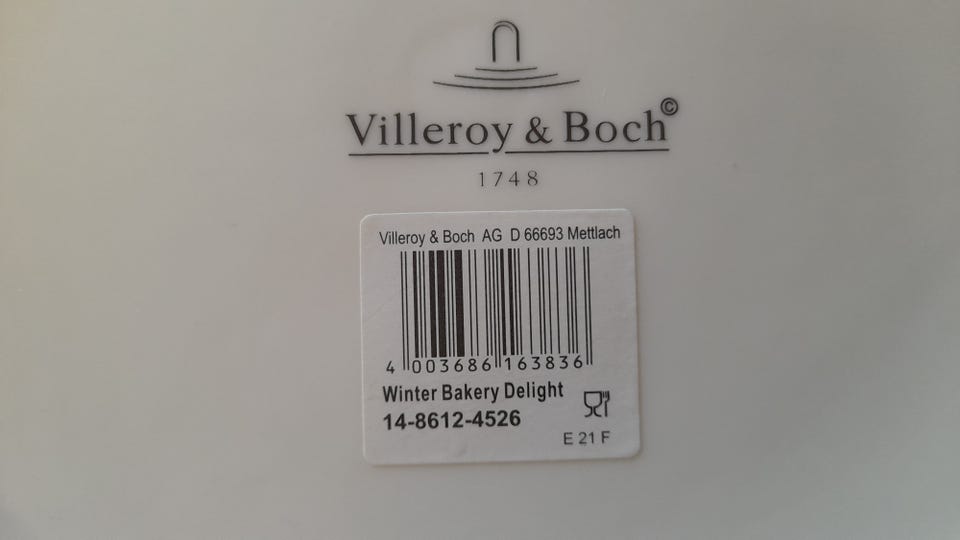 Villeroy & Boch©
1748
Villeroy & Boch AG D 66693 Mettlach
4 003686 163836
Winter Bakery Delight
14-8612-4526
E 21 F